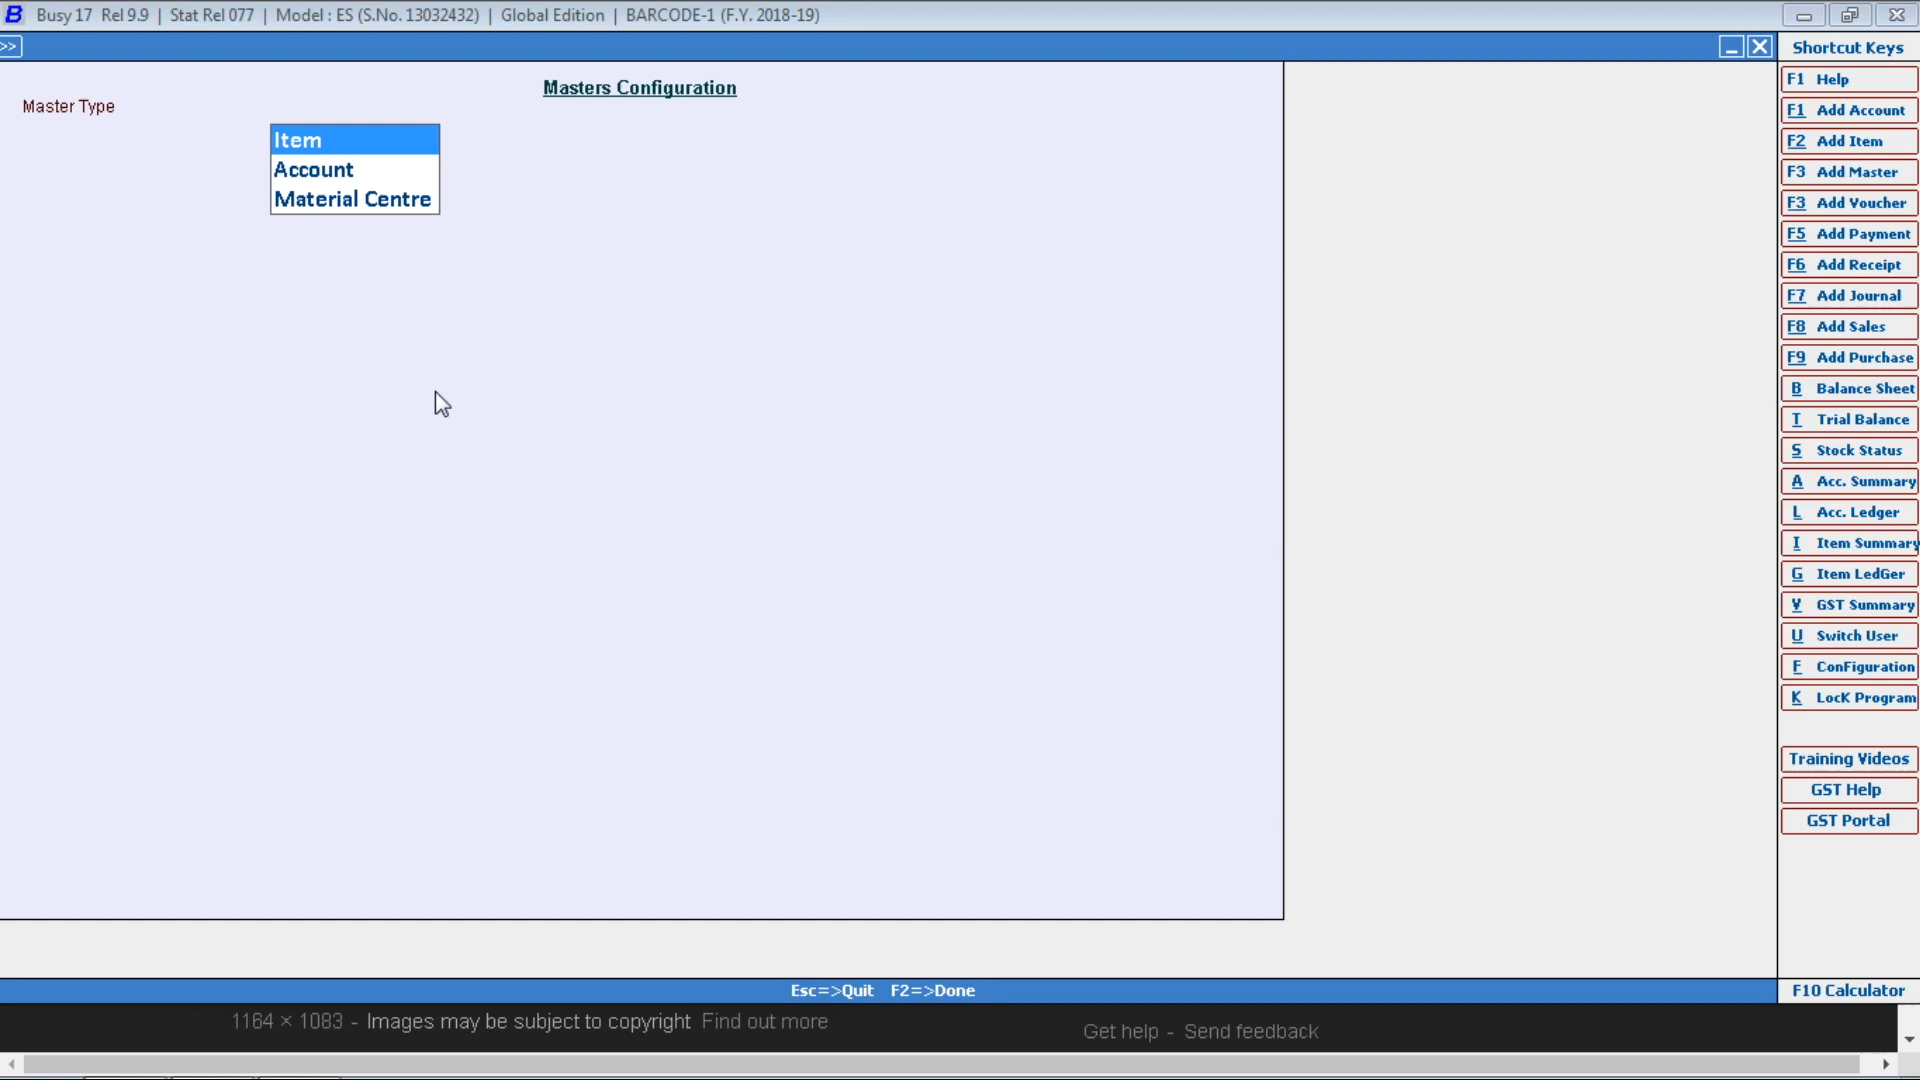 B Busy 17 Rel 9.9 | Stat Rel 077 | Model : ES (S.No. 13032432) | Global Edition | BARCODE-1 (F.Y. 2018-19)
>>
Shortcut Keys
Masters Configuration
Master Type
Item
Account
Material Centre
F1 Help
F1 Add Account
F2 Add Item
F3 Add Master
F3 Add Voucher
F5 Add Payment
F6 Add Receipt
F7 Add Journal
F8 Add Sales
F9 Add Purchase
B Balance Sheet
T Trial Balance
S Stock Status
A Acc. Summary
L Acc. Ledger
I Item Summary
G Item LedGer
Y GST Summary
U Switch User
F ConFiguration
K LocK Program
Training Videos
GST Help
GST Portal
Esc=>Quit F2=>Done
F10 Calculator
1164 × 1083 - Images may be subject to copyright Find out more
Get help - Send feedback